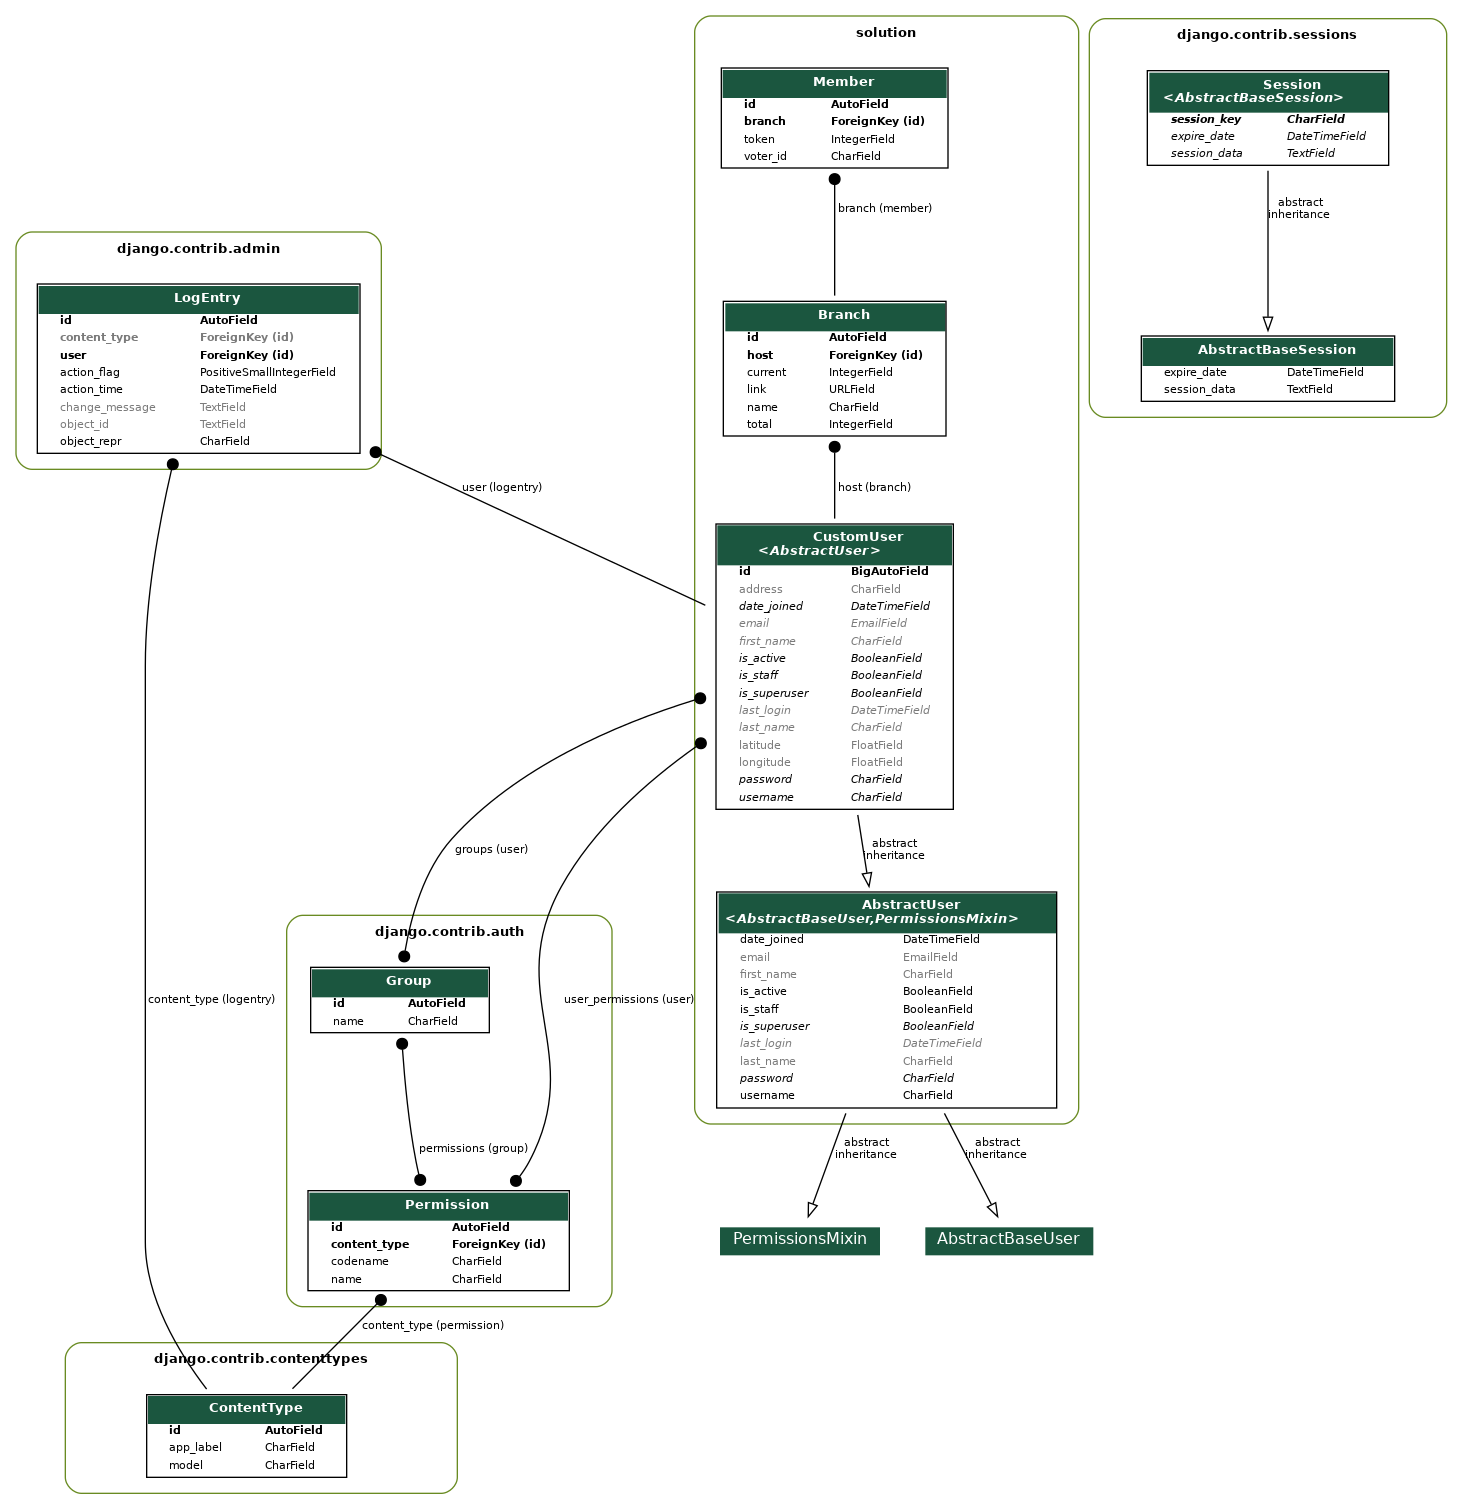 solution
Member
id AutoField
branch ForeignKey (id)
token IntegerField
voter_id CharField
branch (member)
Branch
id AutoField
host ForeignKey (id)
current IntegerField
link URLField
name CharField
total IntegerField
host (branch)
CustomUser
<AbstractUser>
id BigAutoField
address CharField
date_joined DateTimeField
email EmailField
first_name CharField
is_active BooleanField
is_staff BooleanField
is_superuser BooleanField
last_login DateTimeField
last_name CharField
latitude FloatField
longitude FloatField
password CharField
username CharField
abstract
inheritance
AbstractUser
<AbstractBaseUser,PermissionsMixin>
date_joined DateTimeField
email EmailField
first_name CharField
is_active BooleanField
is_staff BooleanField
is_superuser BooleanField
last_login DateTimeField
last_name CharField
password CharField
username CharField
abstract
inheritance
abstract
inheritance
PermissionsMixin
AbstractBaseUser
django.contrib.sessions
Session
<AbstractBaseSession>
session_key CharField
expire_date DateTimeField
session_data TextField
abstract
inheritance
AbstractBaseSession
expire_date DateTimeField
session_data TextField
django.contrib.admin
LogEntry
id AutoField
content_type ForeignKey (id)
user ForeignKey (id)
action_flag PositiveSmallIntegerField
action_time DateTimeField
change_message TextField
object_id TextField
object_repr CharField
user (logentry)
groups (user)
content_type (logentry)
user_permissions (user)
django.contrib.auth
Group
id AutoField
name CharField
permissions (group)
Permission
id AutoField
content_type ForeignKey (id)
codename CharField
name CharField
content_type (permission)
django.contrib.contenttypes
ContentType
id AutoField
app_label CharField
model CharField